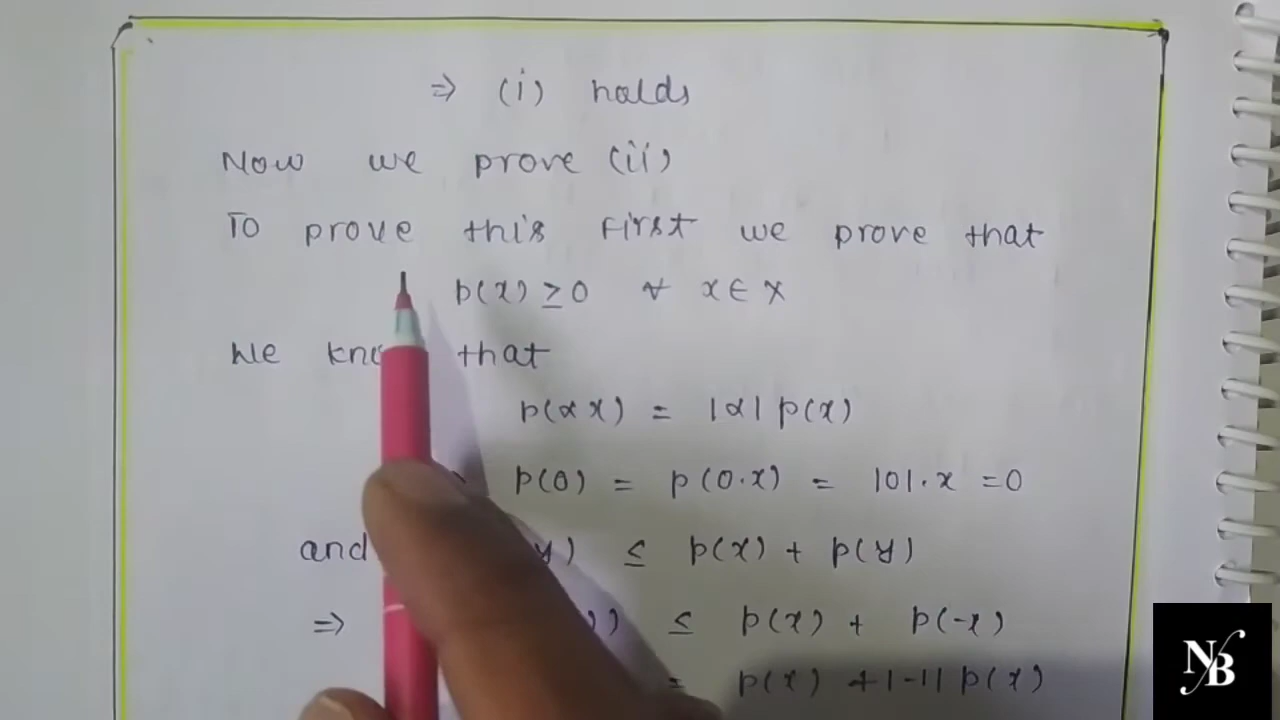 ⇒ (i) holds
Now we prove (ii)
To prove this first we prove that
p(x) ≥ 0 ∀ x ∈ X
We that
p(αx) = |α| p(x)
p(0) = p(0.x) = |0|.x = 0
and y) ≤ p(x) + p(y)
⇒ )) ≤ p(x) + p(-x)
= p(x) + |-1| p(x)
NB